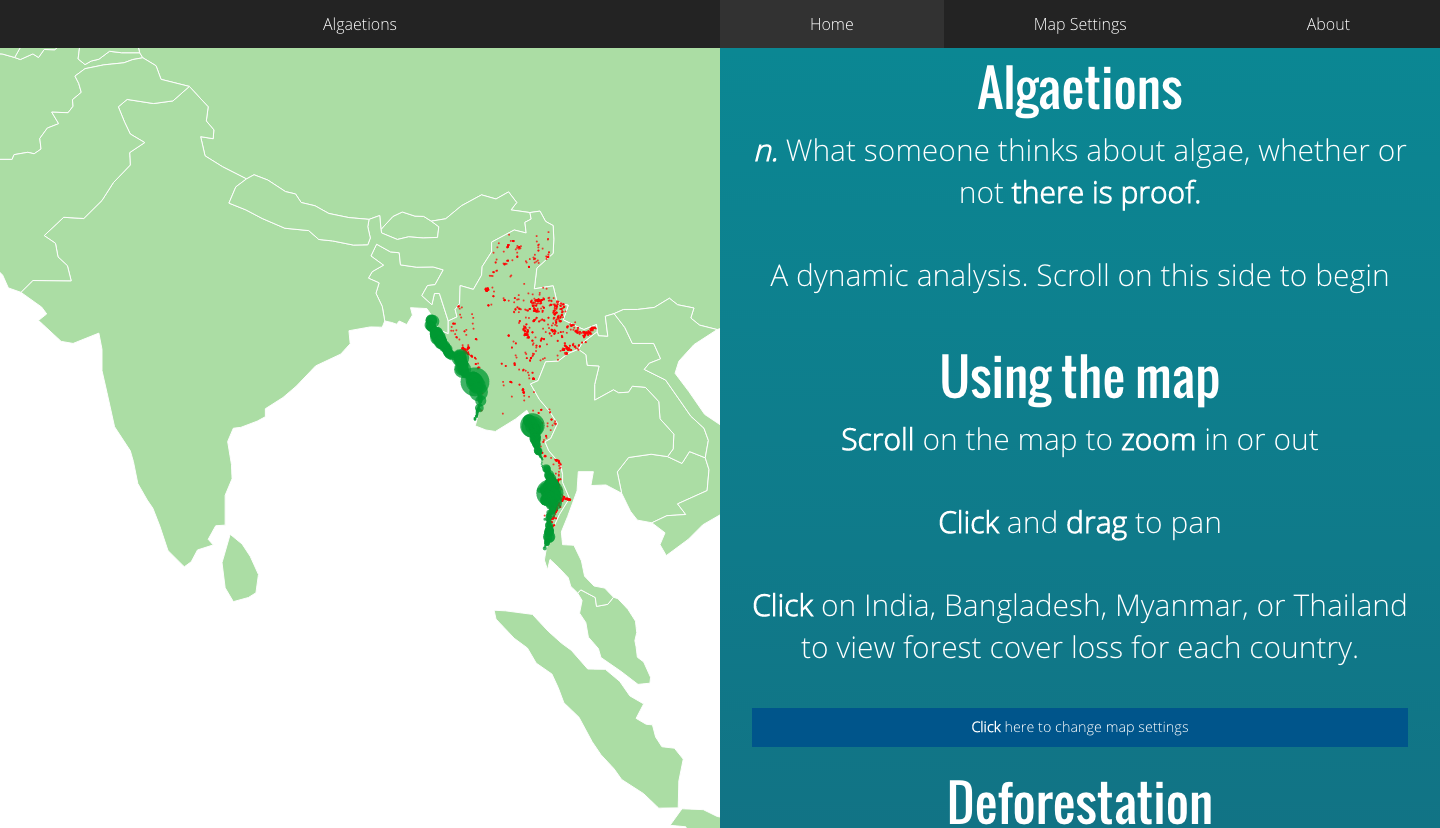 Algaetions
Home
Map Settings
About
Algaetions
n. What someone thinks about algae, whether or
not there is proof.
A dynamic analysis. Scroll on this side to begin
Using the map
Scroll on the map to zoom in or out
Click and drag to pan
Click on India, Bangladesh, Myanmar, or Thailand
to view forest cover loss for each country.
Click here to change map settings
Deforestation